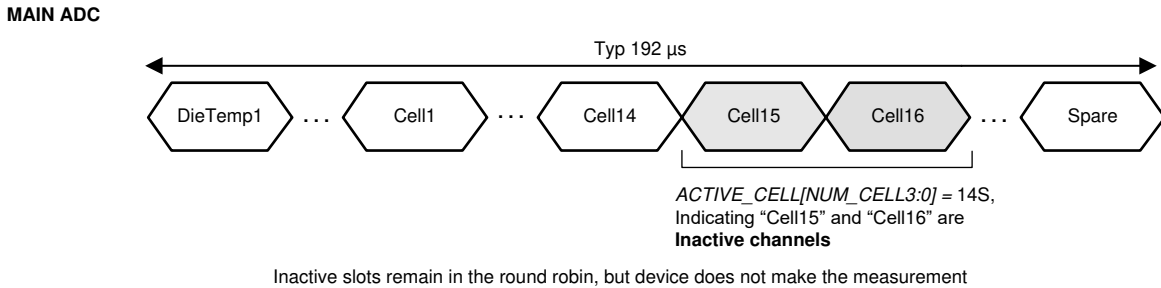 MAIN ADC
Typ 192 µs
DieTemp1 ... Cell1 ... Cell14 Cell15 Cell16 ... Spare
ACTIVE_CELL[NUM_CELL3:0] = 14S,
Indicating “Cell15” and “Cell16” are
Inactive channels
Inactive slots remain in the round robin, but device does not make the measurement